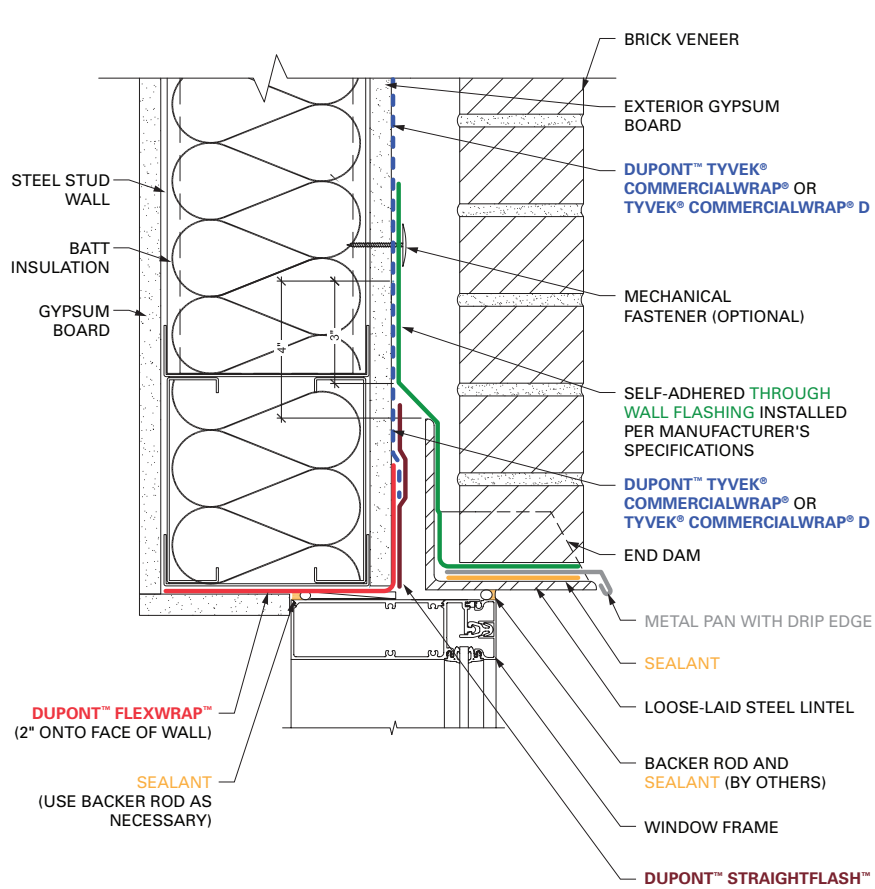 BRICK VENEER
EXTERIOR GYPSUM
BOARD
DUPONT™ TYVEK®
COMMERCIALWRAP® OR
TYVEK® COMMERCIALWRAP® D
STEEL STUD
WALL
BATT
INSULATION
GYPSUM
BOARD
4"
3"
MECHANICAL
FASTENER (OPTIONAL)
SELF-ADHERED THROUGH
WALL FLASHING INSTALLED
PER MANUFACTURER'S
SPECIFICATIONS
DUPONT™ TYVEK®
COMMERCIALWRAP® OR
TYVEK® COMMERCIALWRAP® D
END DAM
METAL PAN WITH DRIP EDGE
SEALANT
LOOSE-LAID STEEL LINTEL
DUPONT™ FLEXWRAP™
(2" ONTO FACE OF WALL)
BACKER ROD AND
SEALANT (BY OTHERS)
SEALANT
(USE BACKER ROD AS
NECESSARY)
WINDOW FRAME
DUPONT™ STRAIGHTFLASH™